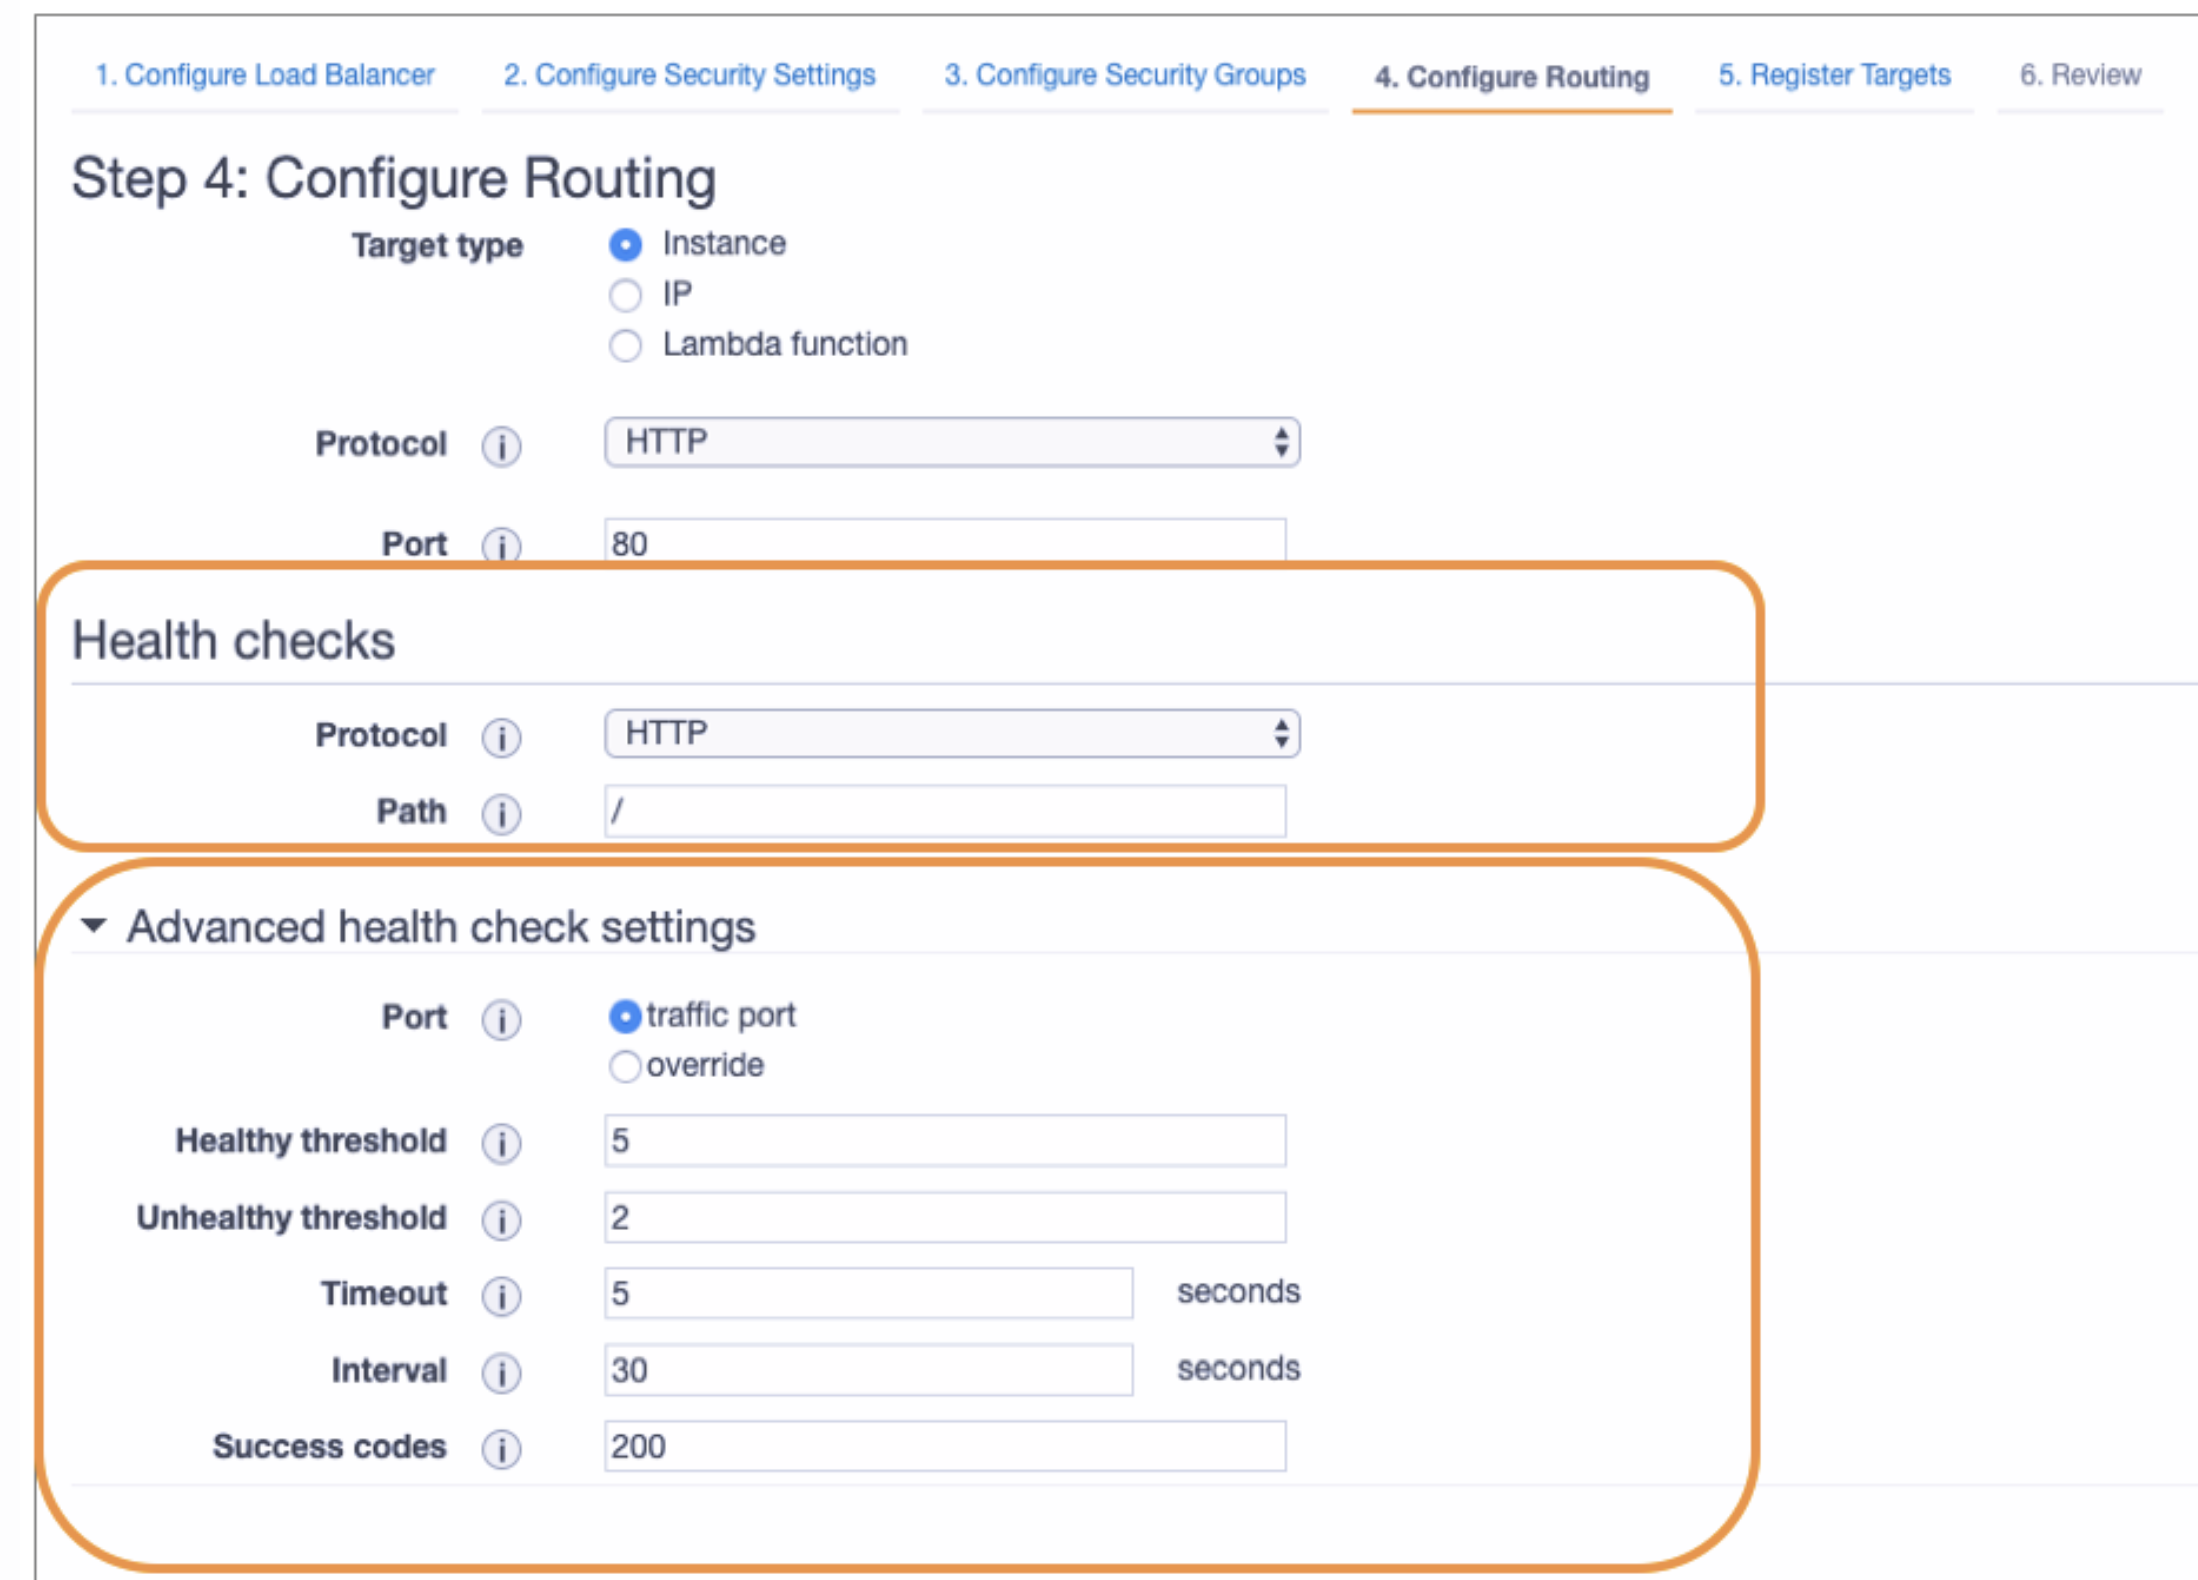 1. Configure Load Balancer 2. Configure Security Settings 3. Configure Security Groups 4. Configure Routing 5. Register Targets 6. Review
Step 4: Configure Routing
Target type Instance
IP
Lambda function
Protocol i HTTP
Port i 80
Health checks
Protocol i HTTP
Path i /
Advanced health check settings
Port i traffic port
override
Healthy threshold i 5
Unhealthy threshold i 2
Timeout i 5 seconds
Interval i 30 seconds
Success codes i 200